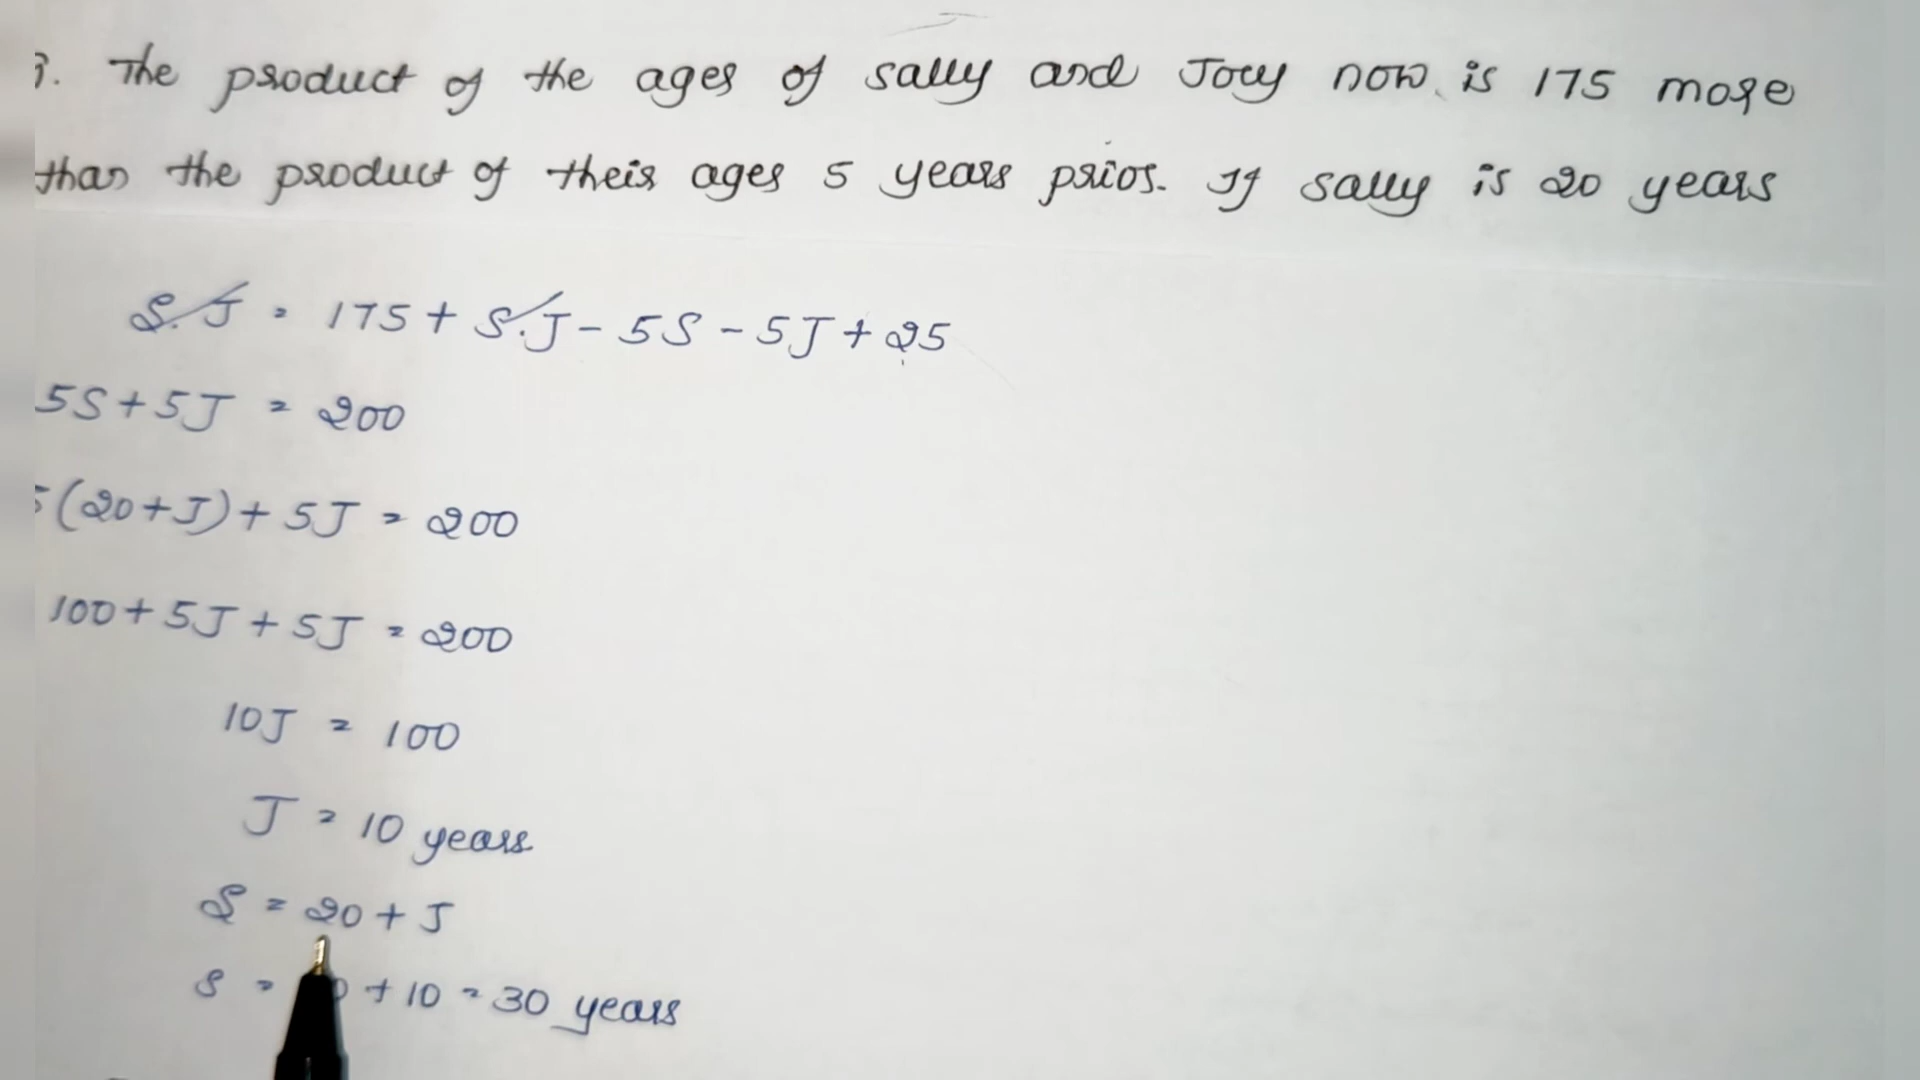 . The product of the ages of sally and Joey now is 175 more
than the product of their ages 5 years prior. If sally is 20 years
S.J = 175 + S.J - 5S - 5J + 25
5S + 5J = 200
(20+J) + 5J = 200
100 + 5J + 5J = 200
10J = 100
J = 10 years
S = 20 + J
S = + 10 = 30 years